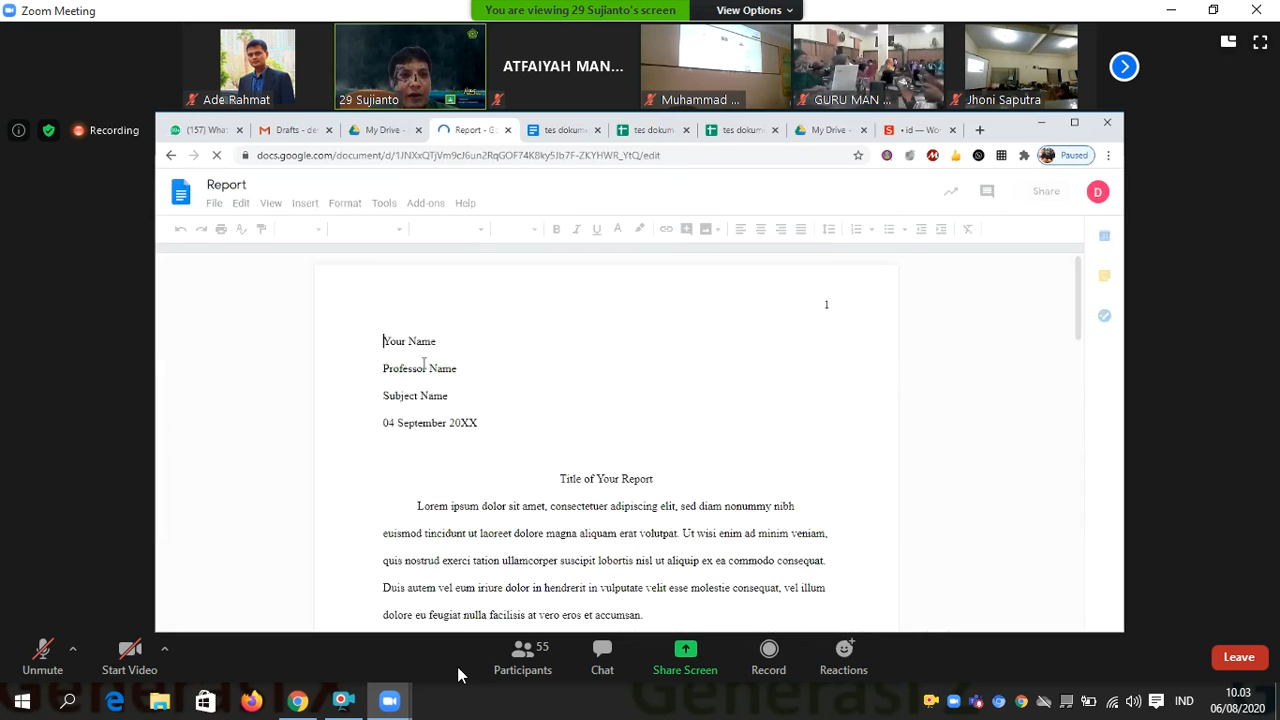 Zoom Meeting
You are viewing 29 Sujianto's screen
View Options
Ade Rahmat
29 Sujianto
ATFAIYAH MAN...
Muhammad ...
GURU MAN ...
Jhoni Saputra
Recording
(157) What
Gmail Drafts - de
My Drive -
Report - Go
tes dokum
tes dokum
tes dokum
My Drive -
• id — Wo
docs.google.com/document/d/
/edit
Paused
Report
Share
D
File Edit View Insert Format Tools Add-ons Help
1
Your Name
Professor Name
Subject Name
04 September 20XX
Title of Your Report
Lorem ipsum dolor sit amet, consectetuer adipiscing elit, sed diam nonummy nibh
euismod tincidunt ut laoreet dolore magna aliquam erat volutpat. Ut wisi enim ad minim veniam,
quis nostrud exerci tation ullamcorper suscipit lobortis nisl ut aliquip ex ea commodo consequat.
Duis autem vel eum iriure dolor in hendrerit in vulputate velit esse molestie consequat, vel illum
dolore eu feugiat nulla facilisis at vero eros et accumsan.
Unmute
Start Video
55
Participants
Chat
Share Screen
Record
Reactions
Leave
IND
10.03
06/08/2020